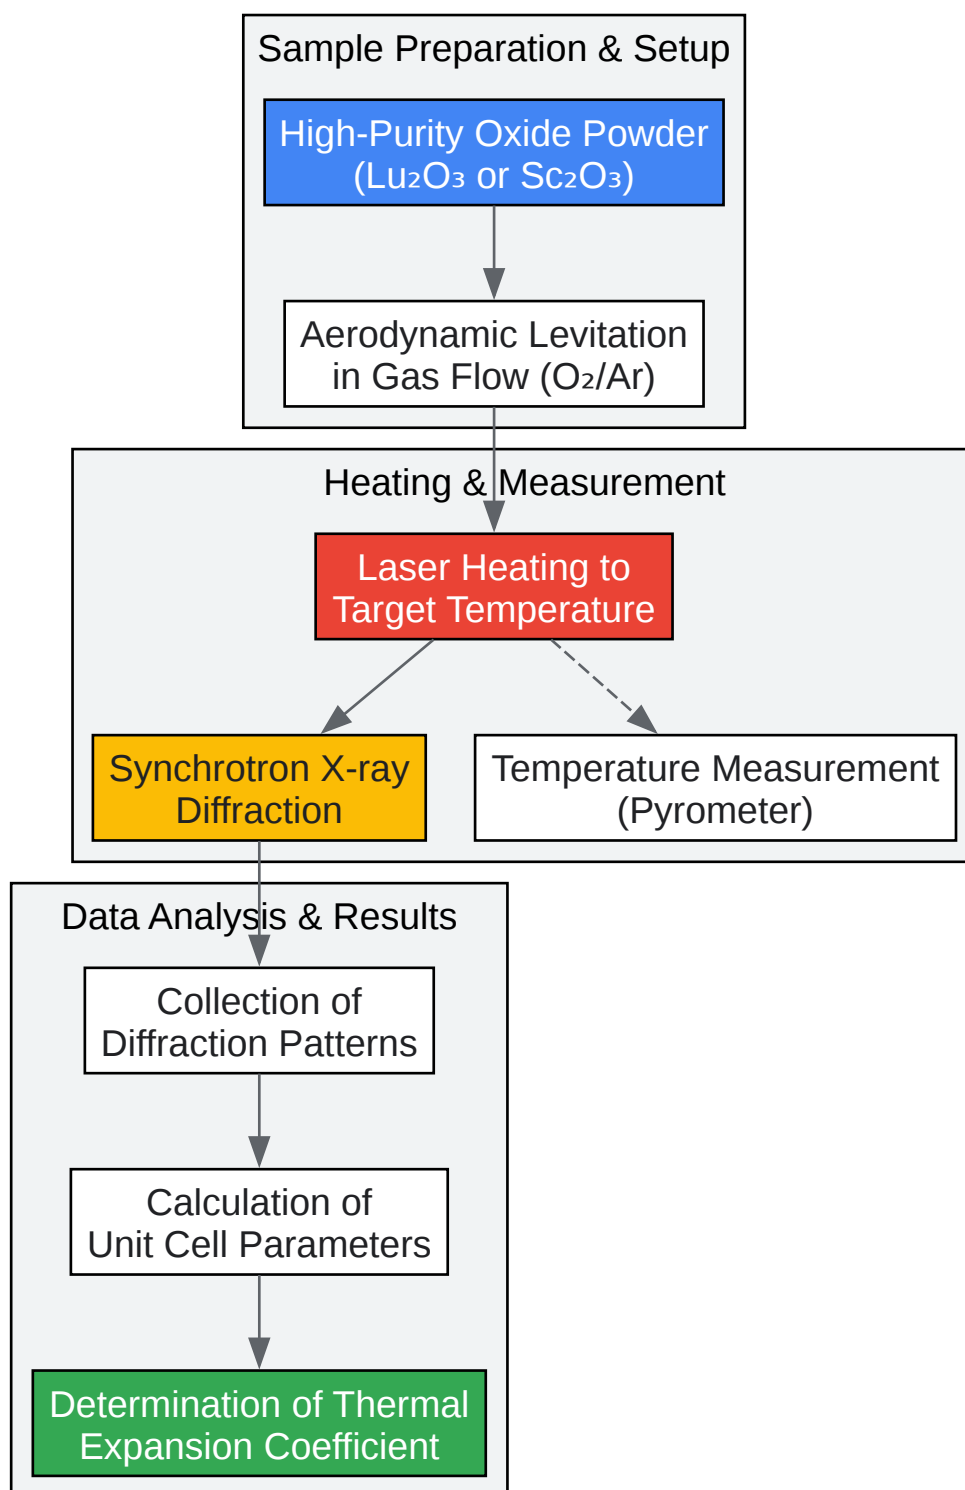 Sample Preparation & Setup
High-Purity Oxide Powder
(Lu₂O₃ or Sc₂O₃)
Aerodynamic Levitation
in Gas Flow (O₂/Ar)
Heating & Measurement
Laser Heating to
Target Temperature
Synchrotron X-ray
Diffraction
Temperature Measurement
(Pyrometer)
Data Analysis & Results
Collection of
Diffraction Patterns
Calculation of
Unit Cell Parameters
Determination of Thermal
Expansion Coefficient